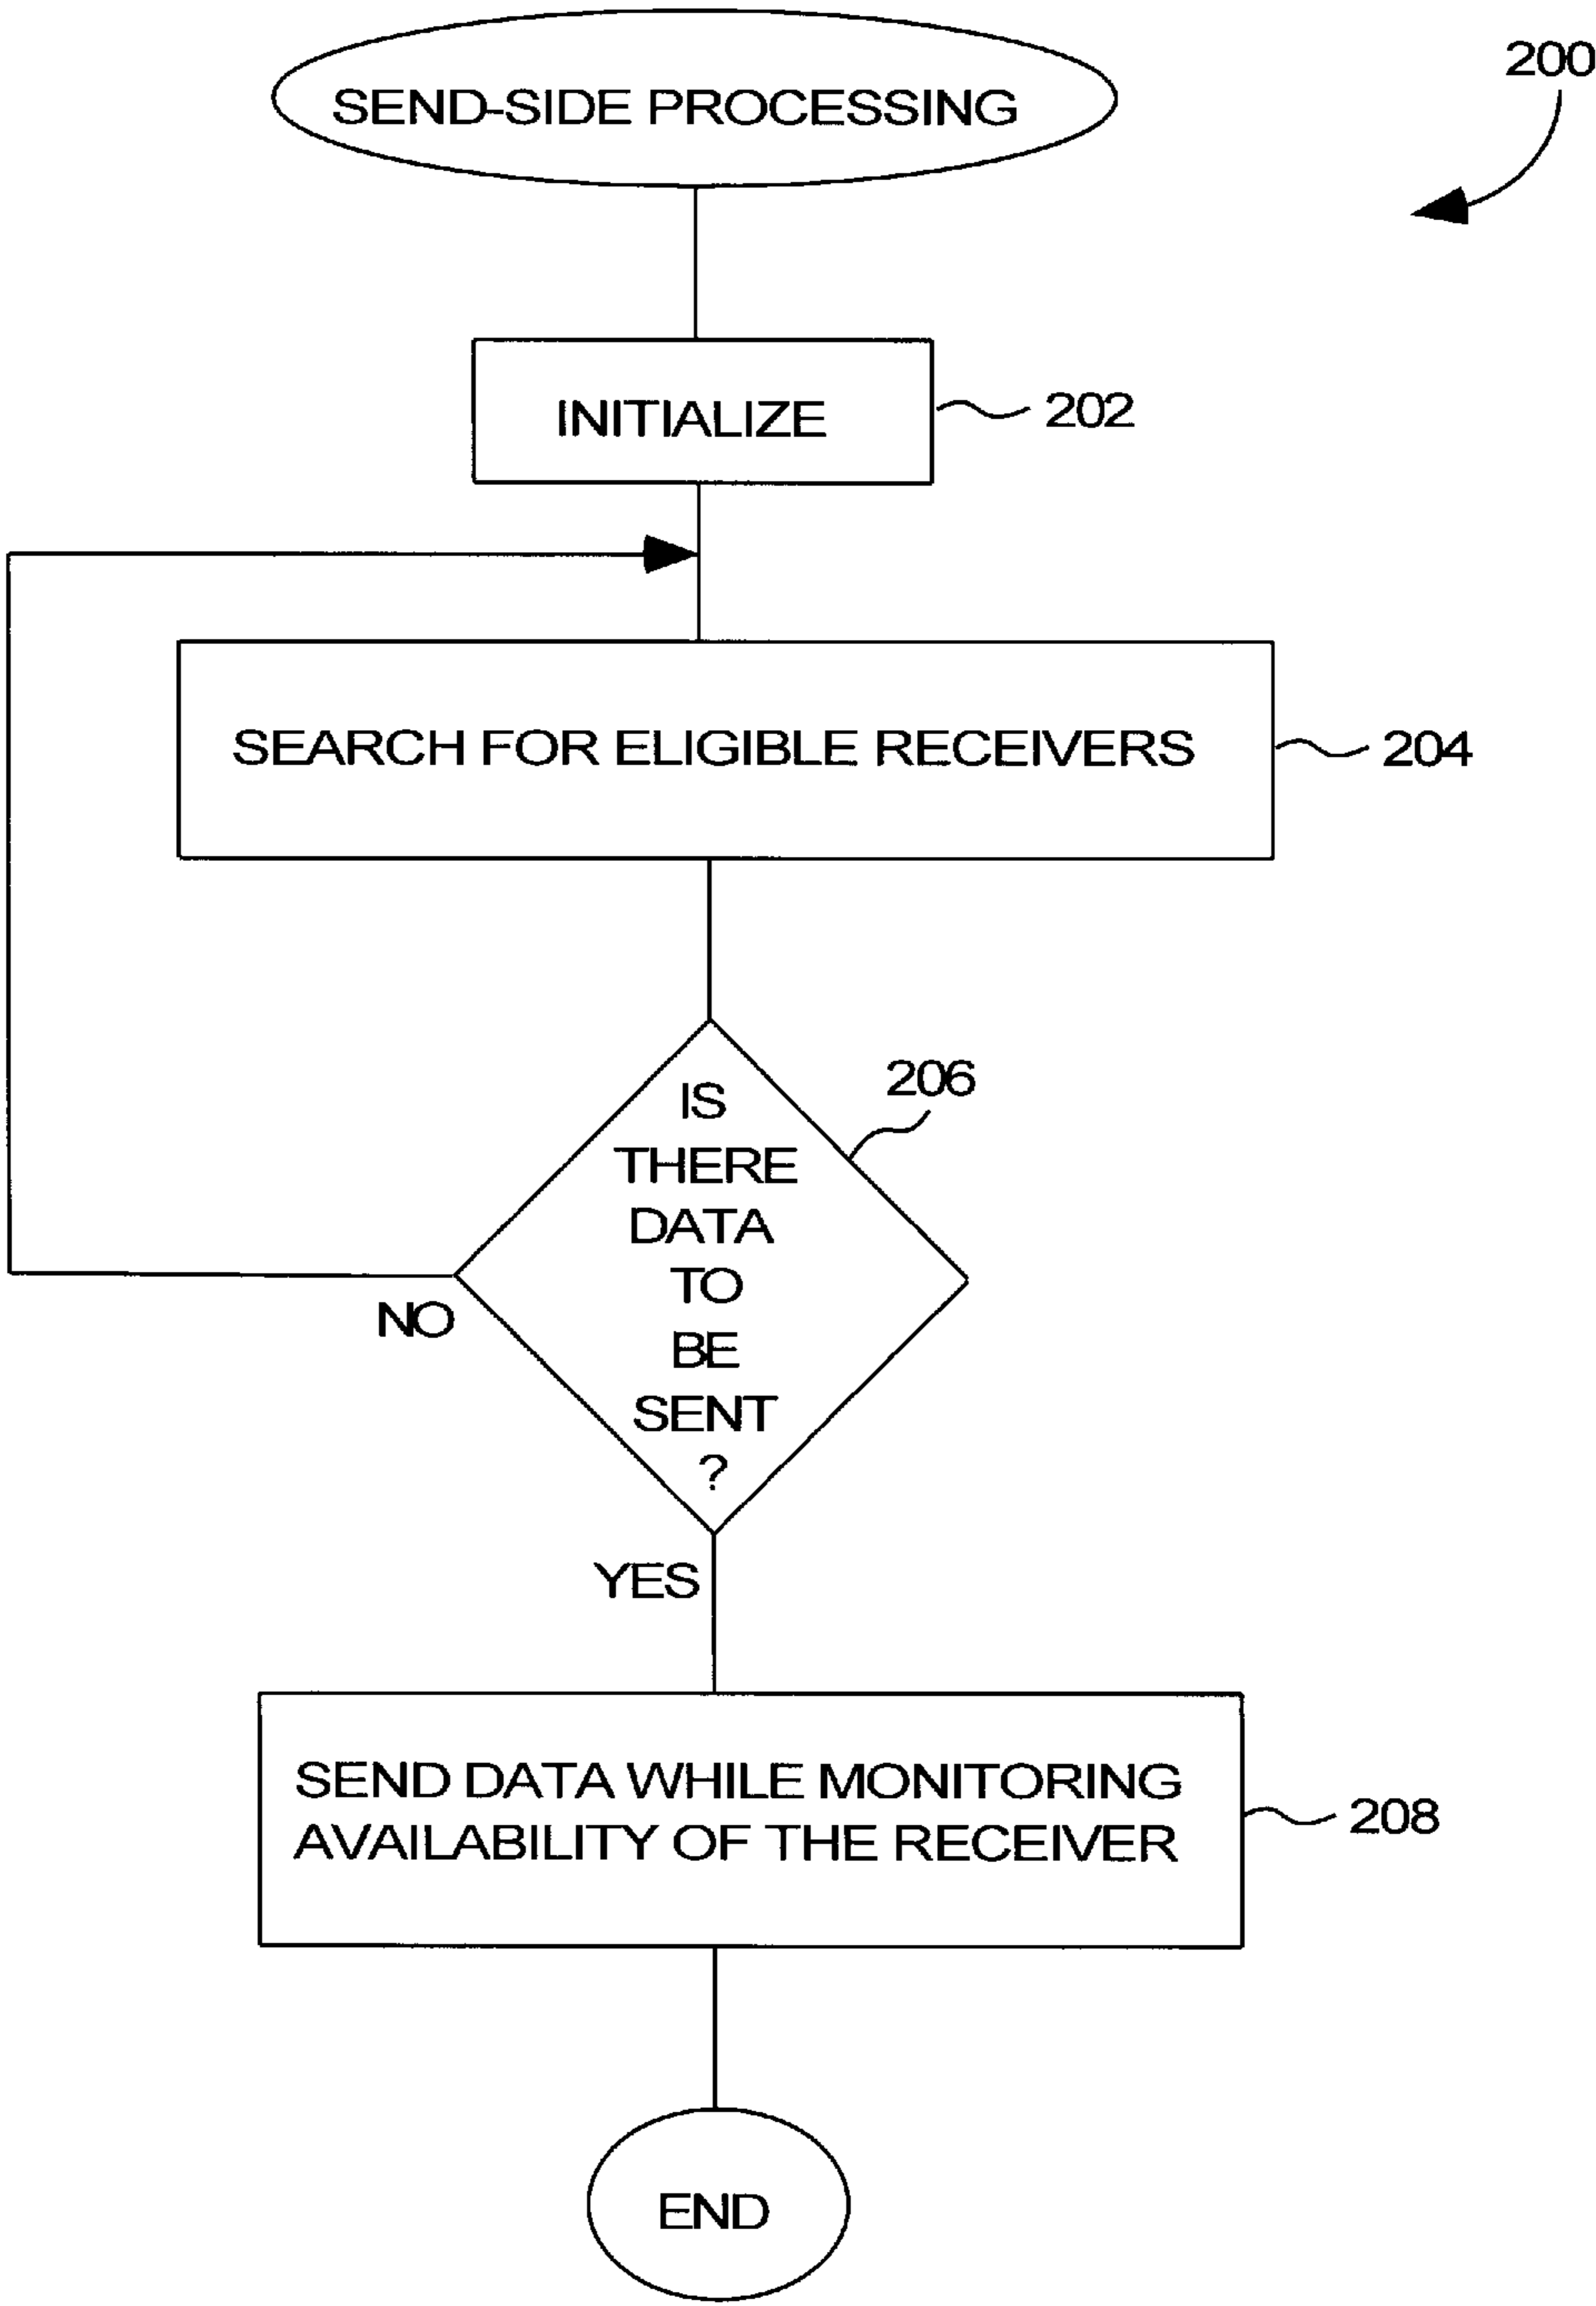 200
SEND-SIDE PROCESSING
INITIALIZE
202
SEARCH FOR ELIGIBLE RECEIVERS
204
206
IS
THERE
DATA
TO
BE
SENT
?
NO
YES
SEND DATA WHILE MONITORING
AVAILABILITY OF THE RECEIVER
208
END